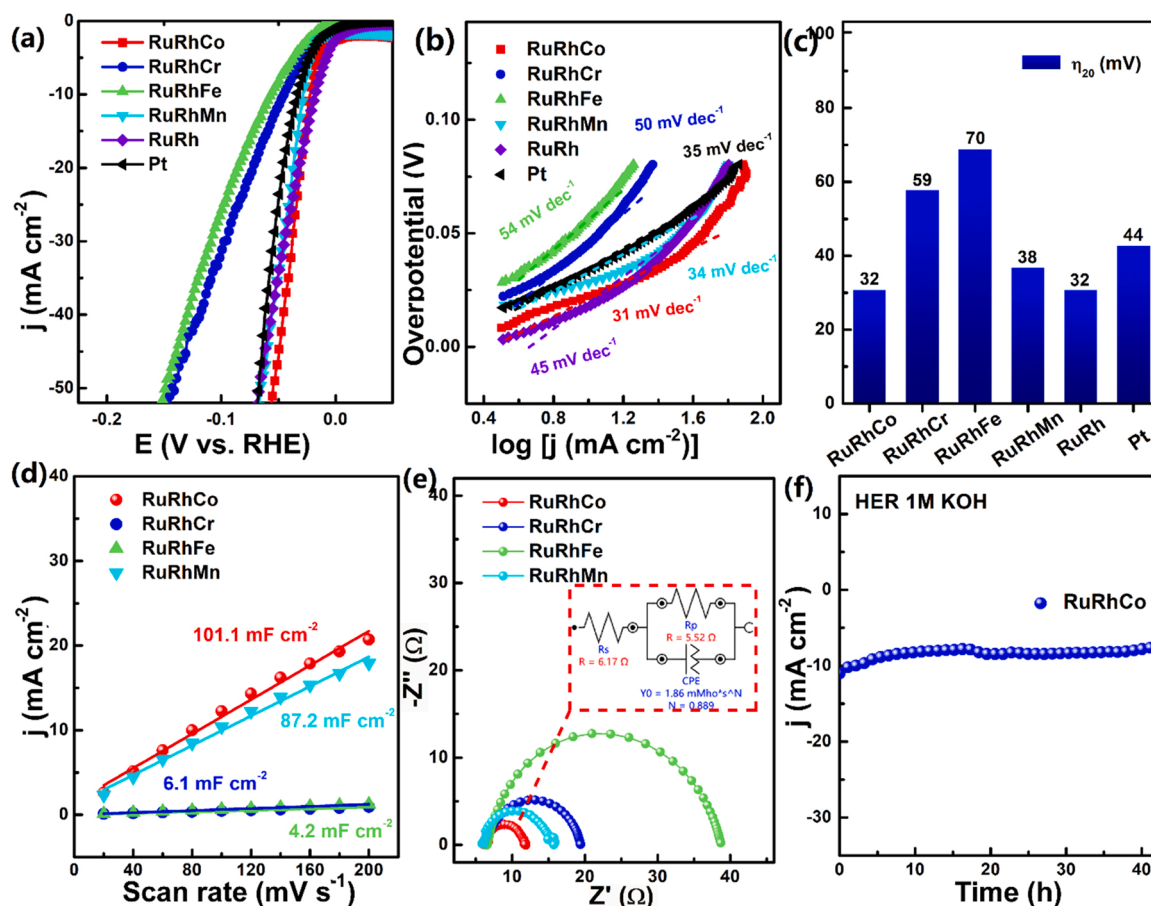 (a)
RuRhCo
RuRhCr
RuRhFe
RuRhMn
RuRh
Pt
0
-10
-20
-30
-40
-50
j (mA cm⁻²)
-0.2
-0.1
0.0
E (V vs. RHE)
(b)
RuRhCo
RuRhCr
RuRhFe
RuRhMn
RuRh
Pt
50 mV dec⁻¹
35 mV dec⁻¹
54 mV dec⁻¹
34 mV dec⁻¹
31 mV dec⁻¹
45 mV dec⁻¹
0.10
0.05
0.00
Overpotential (V)
0.4
0.8
1.2
1.6
2.0
log [j (mA cm⁻²)]
(c)
η₂₀ (mV)
100
80
60
40
20
0
32
59
70
38
32
44
RuRhCo
RuRhCr
RuRhFe
RuRhMn
RuRh
Pt
(d)
RuRhCo
RuRhCr
RuRhFe
RuRhMn
101.1 mF cm⁻²
87.2 mF cm⁻²
6.1 mF cm⁻²
4.2 mF cm⁻²
40
30
20
10
0
j (mA cm⁻²)
40
80
120
160
200
Scan rate (mV s⁻¹)
(e)
RuRhCo
RuRhCr
RuRhFe
RuRhMn
Rs
R = 6.17 Ω
Rp
R = 5.52 Ω
CPE
Y0 = 1.86 mMho*s^N
N = 0.889
40
30
20
10
0
-Z'' (Ω)
10
20
30
40
50
Z' (Ω)
(f)
HER 1M KOH
RuRhCo
10
0
-10
-20
-30
j (mA cm⁻²)
0
10
20
30
40
Time (h)